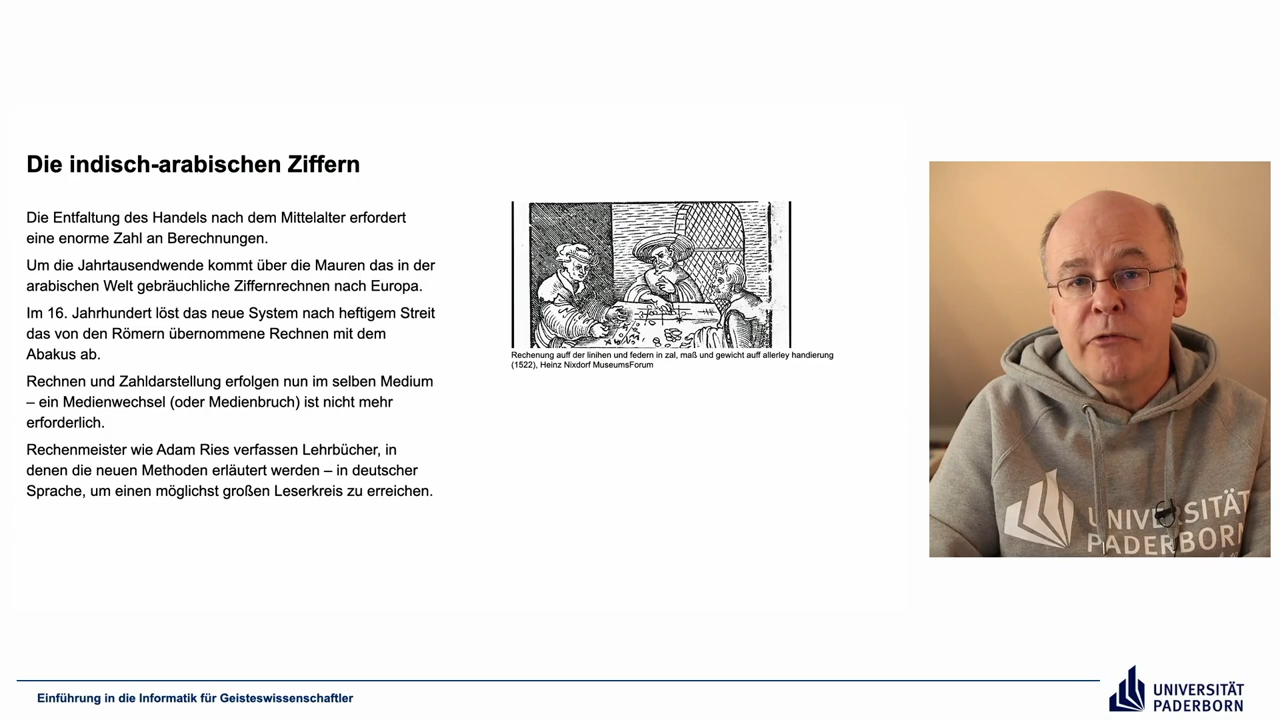 Die indisch-arabischen Ziffern
Die Entfaltung des Handels nach dem Mittelalter erfordert
eine enorme Zahl an Berechnungen.
Um die Jahrtausendwende kommt über die Mauren das in der
arabischen Welt gebräuchliche Ziffernrechnen nach Europa.
Im 16. Jahrhundert löst das neue System nach heftigem Streit
das von den Römern übernommene Rechnen mit dem
Abakus ab.
Rechnen und Zahldarstellung erfolgen nun im selben Medium
– ein Medienwechsel (oder Medienbruch) ist nicht mehr
erforderlich.
Rechenmeister wie Adam Ries verfassen Lehrbücher, in
denen die neuen Methoden erläutert werden – in deutscher
Sprache, um einen möglichst großen Leserkreis zu erreichen.
Rechenung auff der linihen und federn in zal, maß und gewicht auff allerley handierung
(1522), Heinz Nixdorf MuseumsForum
UNIVERSITÄT
PADERBORN
Einführung in die Informatik für Geisteswissenschaftler
UNIVERSITÄT
PADERBORN